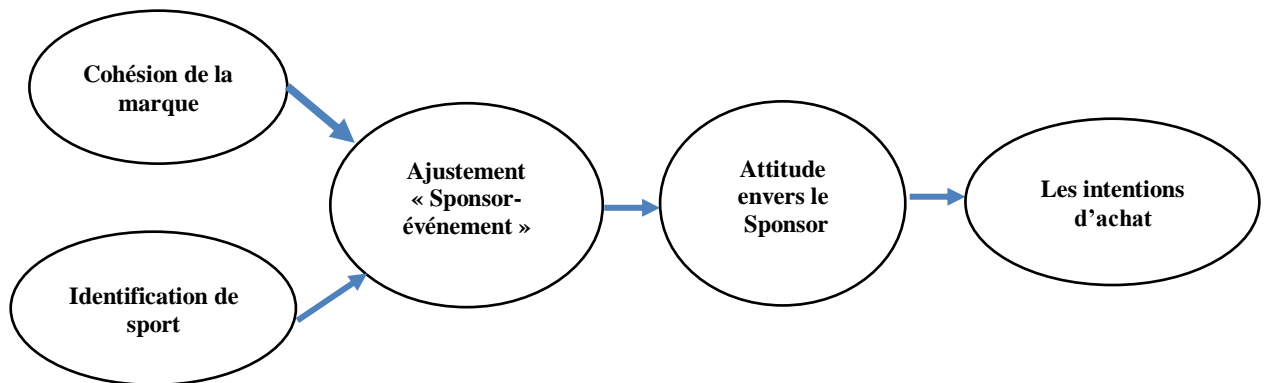 Cohésion de la
marque
Identification de
sport
Ajustement
« Sponsor-
événement »
Attitude
envers le
Sponsor
Les intentions
d’achat